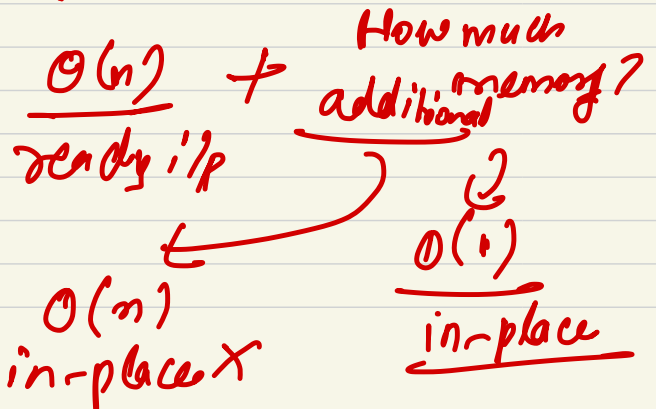 How much
O(n) + additional memory?
ready i/p
O(1)
O(n)
in-place
in-place X